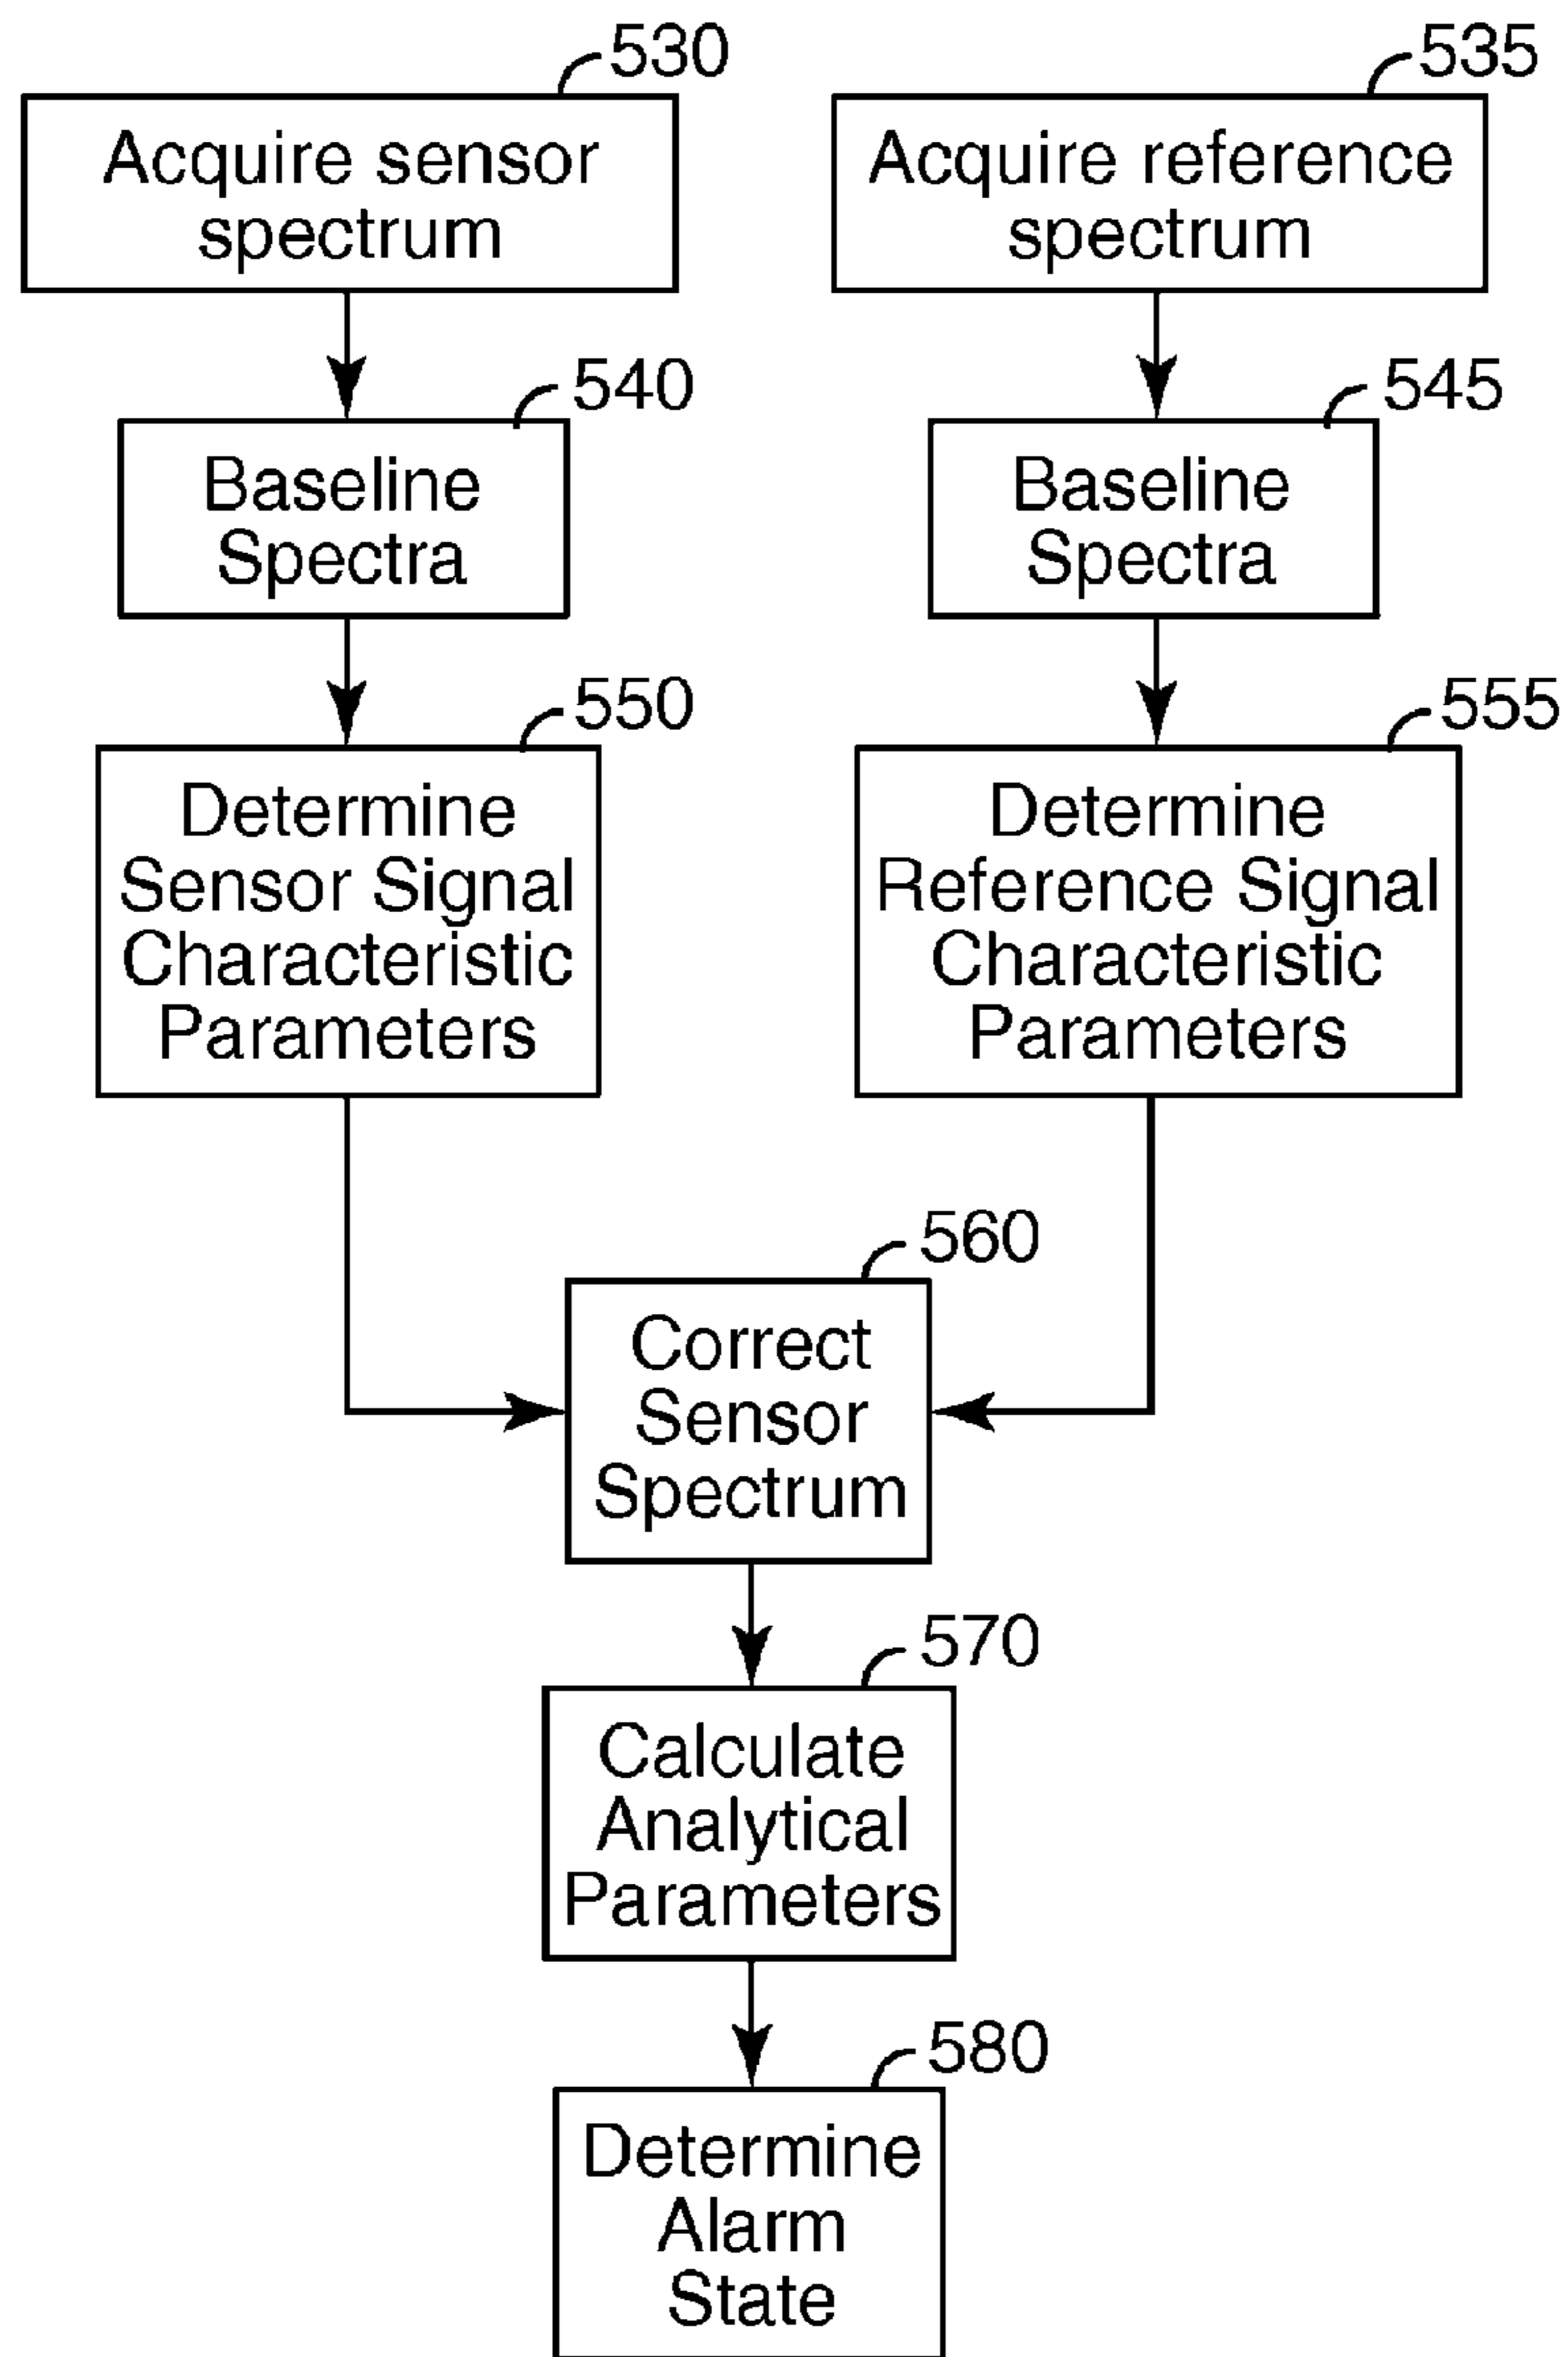 530
Acquire sensor
spectrum
535
Acquire reference
spectrum
540
Baseline
Spectra
545
Baseline
Spectra
550
Determine
Sensor Signal
Characteristic
Parameters
555
Determine
Reference Signal
Characteristic
Parameters
560
Correct
Sensor
Spectrum
570
Calculate
Analytical
Parameters
580
Determine
Alarm
State